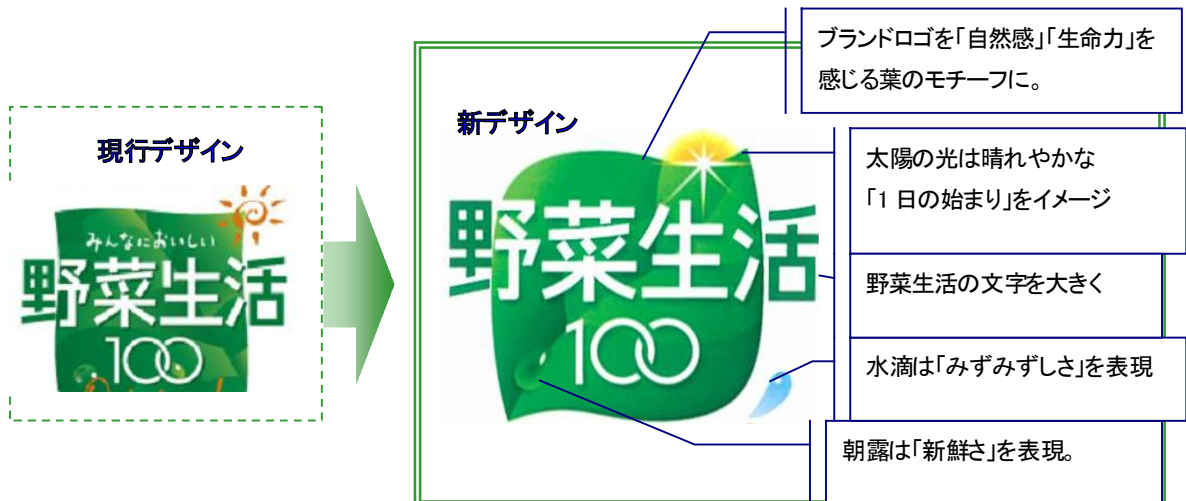 現行デザイン
みんなにおいしい
野菜生活
100
新デザイン
野菜生活
100
ブランドロゴを「自然感」「生命力」を
感じる葉のモチーフに。
太陽の光は晴れやかな
「1 日の始まり」をイメージ
野菜生活の文字を大きく
水滴は「みずみずしさ」を表現
朝露は「新鮮さ」を表現。